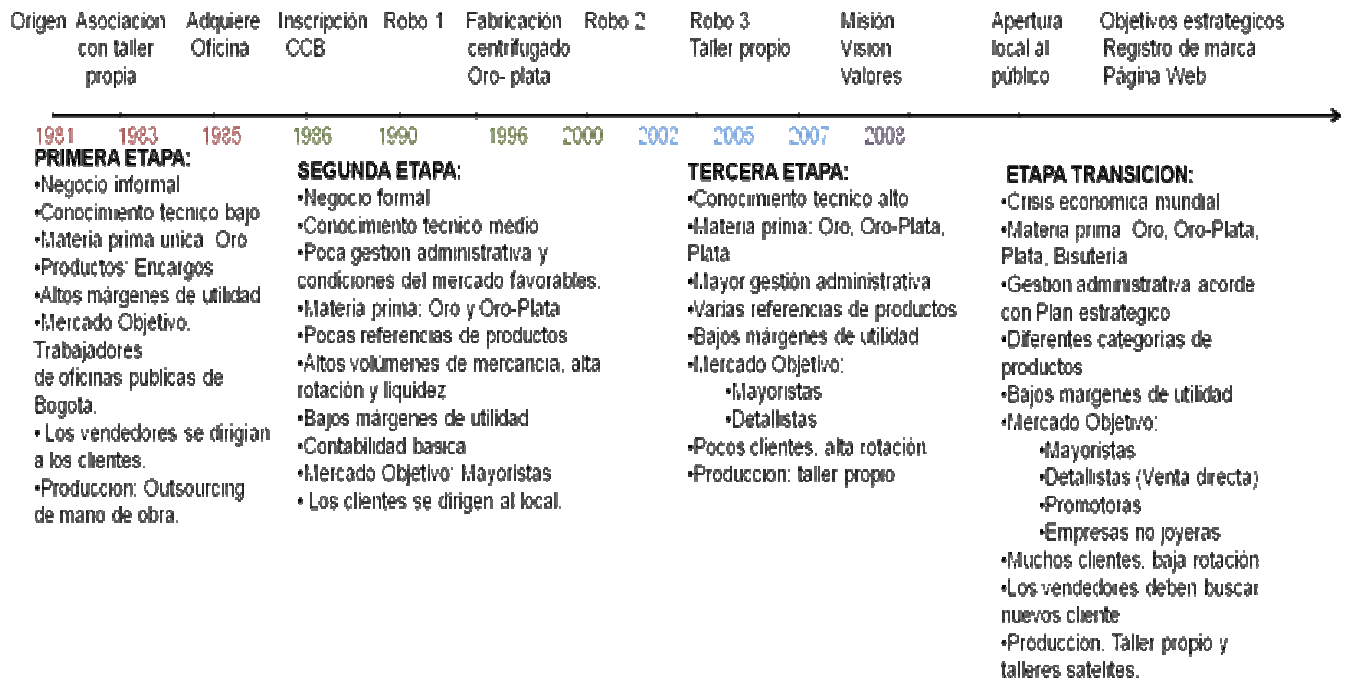 Origen Asociacion Adquiere Inscripción Robo 1 Fabricación Robo 2 Robo 3 Misión Apertura Objetivos estrategicos
con taller Oficina CCB centrifugado Taller propio Vision local al Registro de marca
propia Oro- plata Valores público Página Web
1981 1983 1985 1986 1990 1996 2000 2002 2005 2007 2008
PRIMERA ETAPA:
•Negocio informal
•Conocimiento tecnico bajo
•Materia prima unica Oro
•Productos: Encargos
•Altos márgenes de utilidad
•Mercado Objetivo.
Trabajadores
de oficinas publicas de
Bogota.
• Los vendedores se dirigian
a los clientes.
•Produccion: Outsourcing
de mano de obra.
SEGUNDA ETAPA:
•Negocio formal
•Conocimiento tecnico medio
•Poca gestion administrativa y
condiciones del mercado favorables.
•Materia prima: Oro y Oro-Plata
•Pocas referencias de productos
•Altos volúmenes de mercancia, alta
rotación y liquidez
•Bajos márgenes de utilidad
•Contabilidad basica
•Mercado Objetivo: Mayoristas
• Los clientes se dirigen al local.
TERCERA ETAPA:
•Conocimiento tecnico alto
•Materia prima: Oro, Oro-Plata,
Plata
•Mayor gestión administrativa
•Varias referencias de productos
•Bajos márgenes de utilidad
•Mercado Objetivo:
•Mayoristas
•Detallistas
•Pocos clientes, alta rotación
•Produccion: taller propio
ETAPA TRANSICION:
•Crisis economica mundial
•Materia prima Oro, Oro-Plata,
Plata, Bisuteria
•Gestion administrativa acorde
con Plan estrategico
•Diferentes categorias de
productos
•Bajos margenes de utilidad
•Mercado Objetivo:
•Mayoristas
•Detallistas (Venta directa)
•Promotoras
•Empresas no joyeras
•Muchos clientes, baja rotación
•Los vendedores deben buscar
nuevos cliente
•Produccion. Taller propio y
talleres satelites.